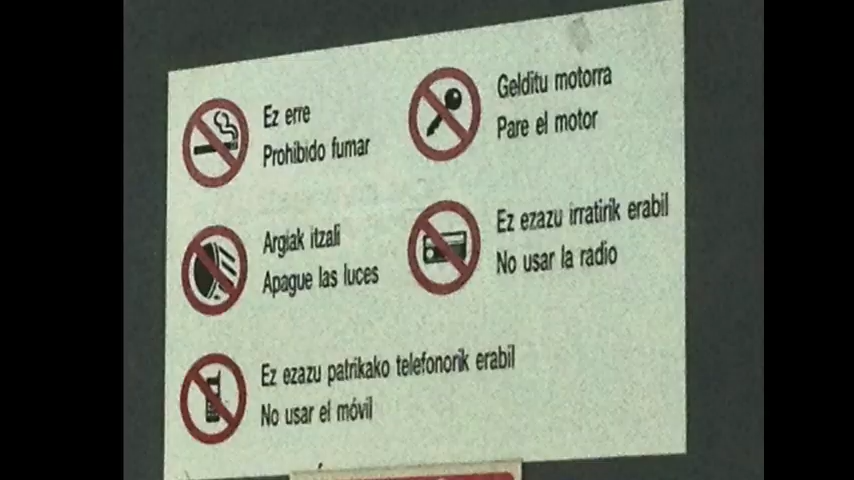 Ez erre
Prohibido fumar
Gelditu motorra
Pare el motor
Argiak itzali
Apague las luces
Ez ezazu irratirik erabil
No usar la radio
Ez ezazu patrikako telefonorik erabil
No usar el móvil